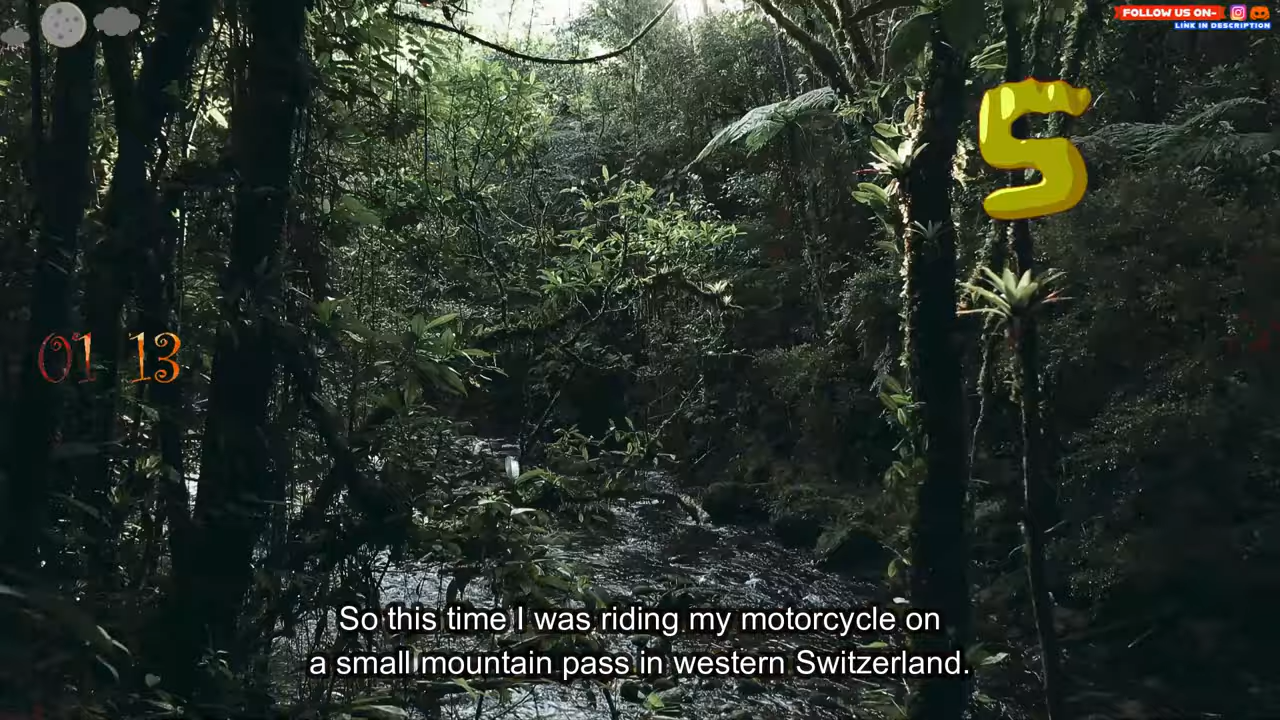 FOLLOW US ON-
LINK IN DESCRIPTION
5
01 13
So this time I was riding my motorcycle on
a small mountain pass in western Switzerland.